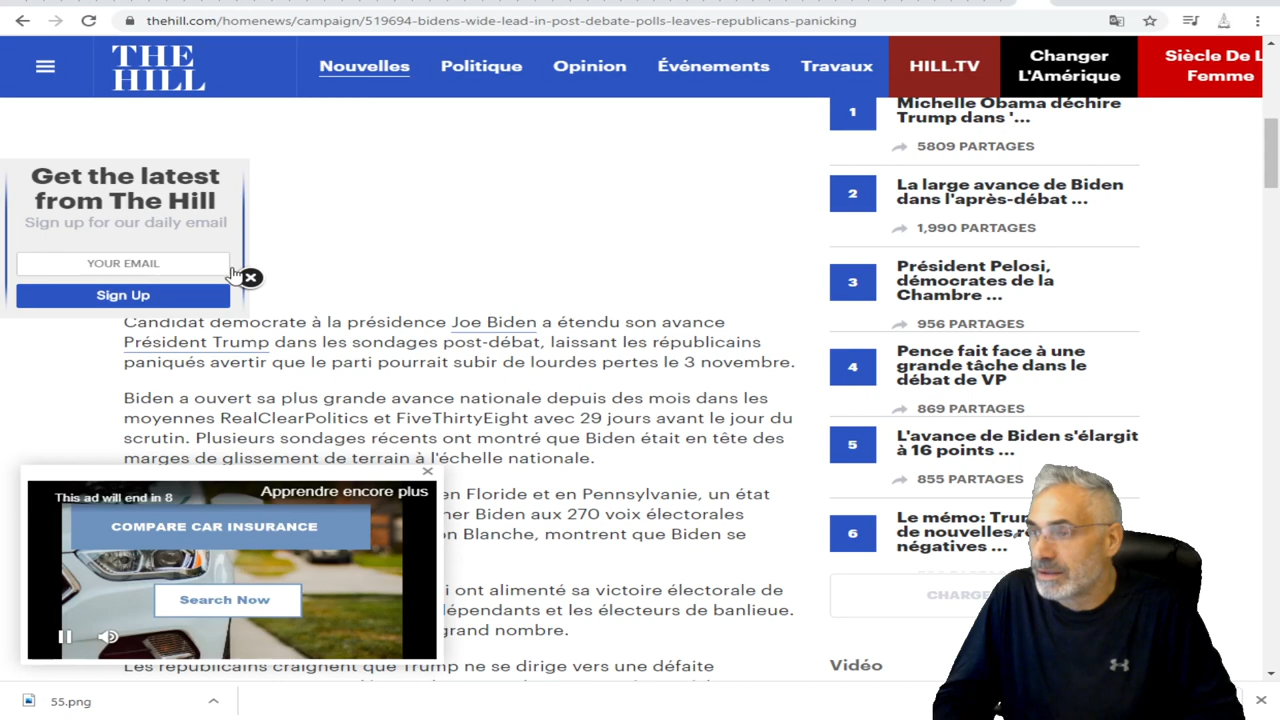 thehill.com/homenews/campaign/519694-bidens-wide-lead-in-post-debate-polls-leaves-republicans-panicking
THE
HILL
Nouvelles
Politique
Opinion
Événements
Travaux
HILL.TV
Changer
L'Amérique
Siècle De L
Femme
Get the latest
from The Hill
Sign up for our daily email
YOUR EMAIL
Sign Up
Candidat démocrate à la présidence Joe Biden a étendu son avance
Président Trump dans les sondages post-débat, laissant les républicains
paniqués avertir que le parti pourrait subir de lourdes pertes le 3 novembre.
Biden a ouvert sa plus grande avance nationale depuis des mois dans les
moyennes RealClearPolitics et FiveThirtyEight avec 29 jours avant le jour du
scrutin. Plusieurs sondages récents ont montré que Biden était en tête des
marges de glissement de terrain à l'échelle nationale.
en Floride et en Pennsylvanie, un état
ner Biden aux 270 voix électorales
on Blanche, montrent que Biden se
i ont alimenté sa victoire électorale de
dépendants et les électeurs de banlieue.
grand nombre.
Les républicains craignent que Trump ne se dirige vers une défaite
This ad will end in 8
Apprendre encore plus
COMPARE CAR INSURANCE
Search Now
1
Michelle Obama déchire
Trump dans '...
5809 PARTAGES
2
La large avance de Biden
dans l'après-débat ...
1,990 PARTAGES
3
Président Pelosi,
démocrates de la
Chambre ...
956 PARTAGES
4
Pence fait face à une
grande tâche dans le
débat de VP
869 PARTAGES
5
L'avance de Biden s'élargit
à 16 points ...
855 PARTAGES
6
Le mémo: Tru
de nouvelles
négatives ...
CHARGE
Vidéo
55.png